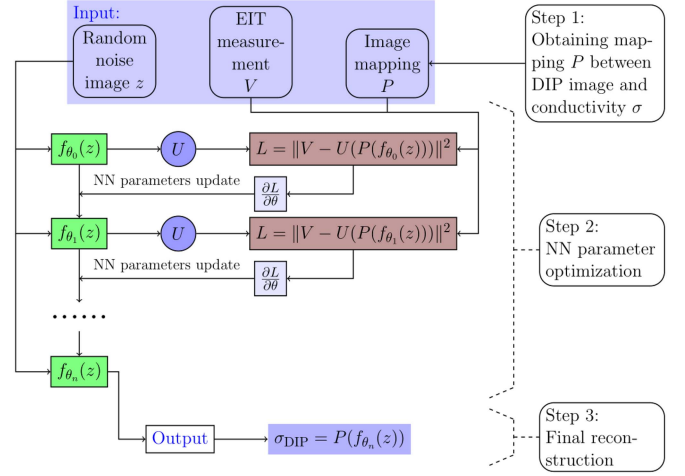 Input:
Random
noise
image z
EIT
measure-
ment
V
Image
mapping
P
Step 1:
Obtaining map-
ping P between
DIP image and
conductivity σ
f_{θ_0}(z)
U
L = ‖V − U(P(f_{θ_0}(z)))‖²
NN parameters update
∂L/∂θ
f_{θ_1}(z)
U
L = ‖V − U(P(f_{θ_1}(z)))‖²
NN parameters update
∂L/∂θ
Step 2:
NN parameter
optimization
......
f_{θ_n}(z)
Output
σ_{DIP} = P(f_{θ_n}(z))
Step 3:
Final recon-
struction